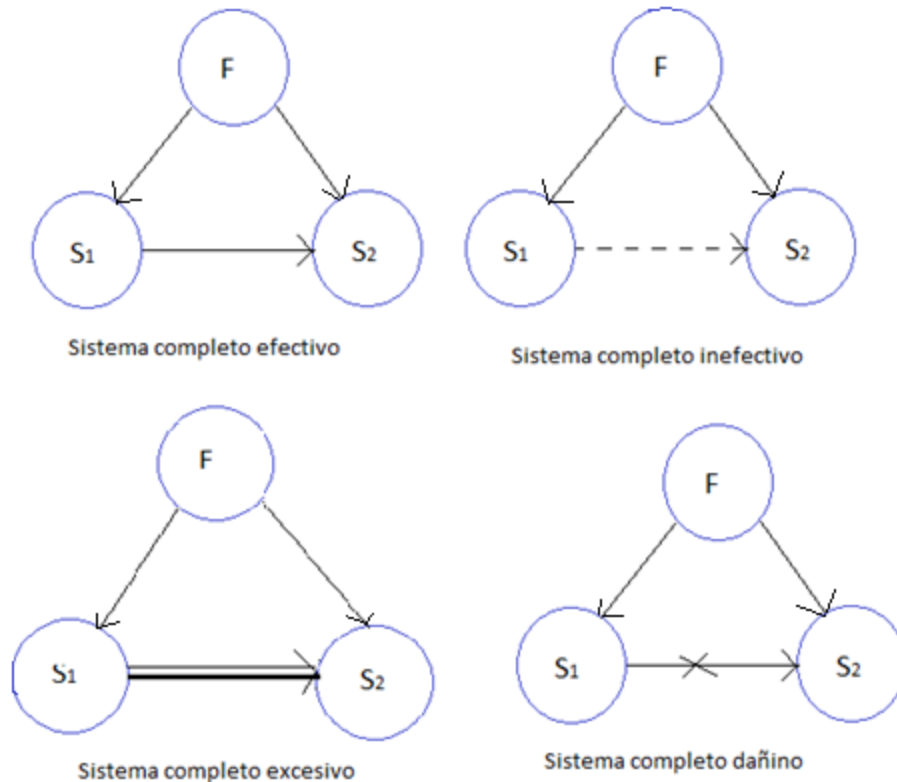 F
F
S1
S2
S1
S2
Sistema completo efectivo
Sistema completo inefectivo
F
F
S1
S2
S1
S2
Sistema completo excesivo
Sistema completo dañino